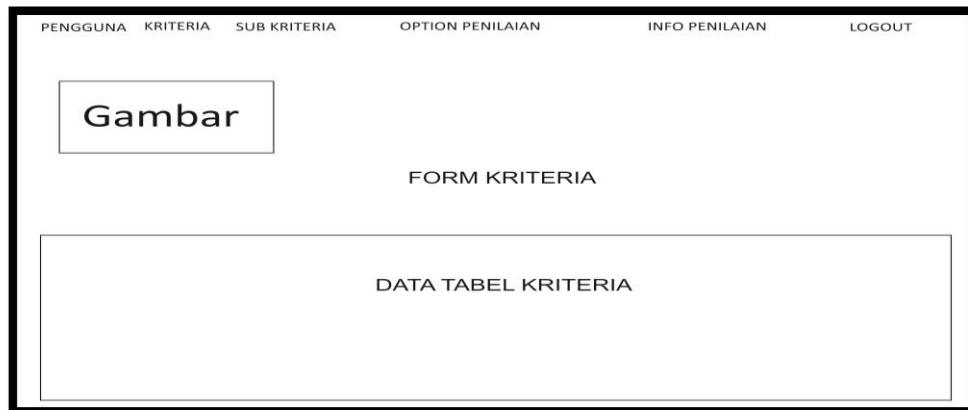 PENGGUNA KRITERIA SUB KRITERIA OPTION PENILAIAN INFO PENILAIAN LOGOUT
Gambar
FORM KRITERIA
DATA TABEL KRITERIA